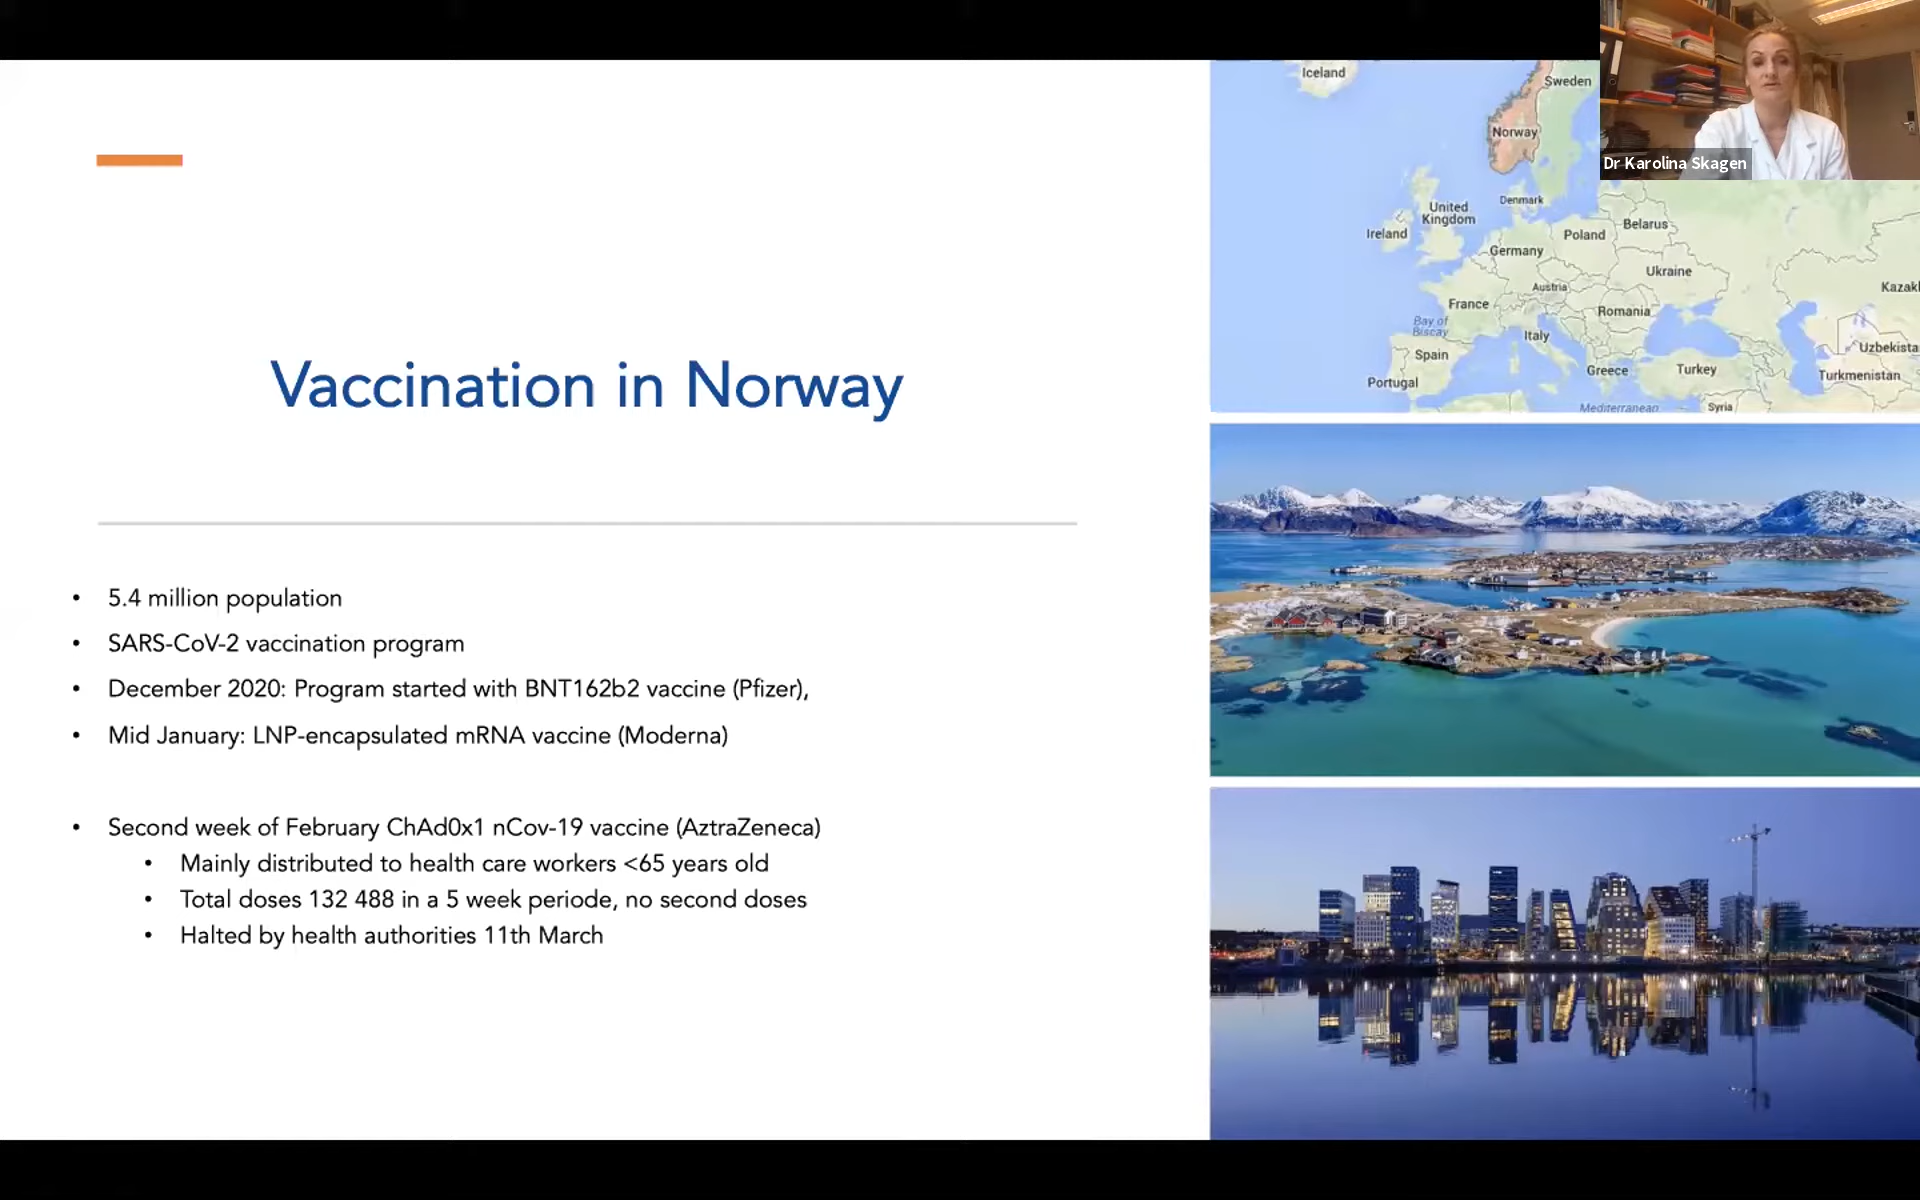 Dr Karolina Skagen
Vaccination in Norway
• 5.4 million population
• SARS-CoV-2 vaccination program
• December 2020: Program started with BNT162b2 vaccine (Pfizer),
• Mid January: LNP-encapsulated mRNA vaccine (Moderna)
• Second week of February ChAd0x1 nCov-19 vaccine (AztraZeneca)
• Mainly distributed to health care workers <65 years old
• Total doses 132 488 in a 5 week periode, no second doses
• Halted by health authorities 11th March
Iceland
Sweden
Norway
Denmark
United
Kingdom
Ireland
Belarus
Poland
Germany
Ukraine
Austria
Kazakl
France
Romania
Bay of
Biscay
Italy
Uzbekista
Spain
Greece
Turkey
Turkmenistan
Portugal
Mediterranean
Syria